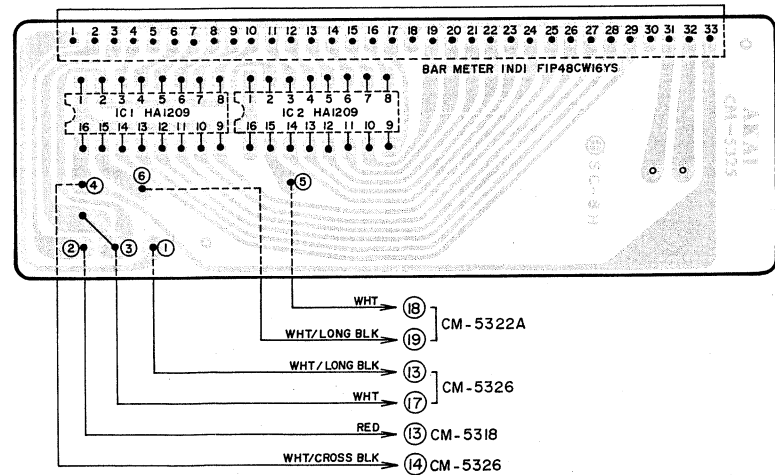 1 2 3 4 5 6 7 8 9 10 11 12 13 14 15 16 17 18 19 20 21 22 23 24 25 26 27 28 29 30 31 32 33
BAR METER INDI FIP48CW16YS
1 2 3 4 5 6 7 8
IC1 HA1209
16 15 14 13 12 11 10 9
1 2 3 4 5 6 7 8
IC2 HA1209
16 15 14 13 12 11 10 9
AKAI
CM-5325
④ ⑥ ⑤
② ③ ①
WHT ⑱
WHT/LONG BLK ⑲
CM-5322A
WHT/LONG BLK ⑬
WHT ⑰
CM-5326
RED ⑬ CM-5318
WHT/CROSS BLK ⑭ CM-5326